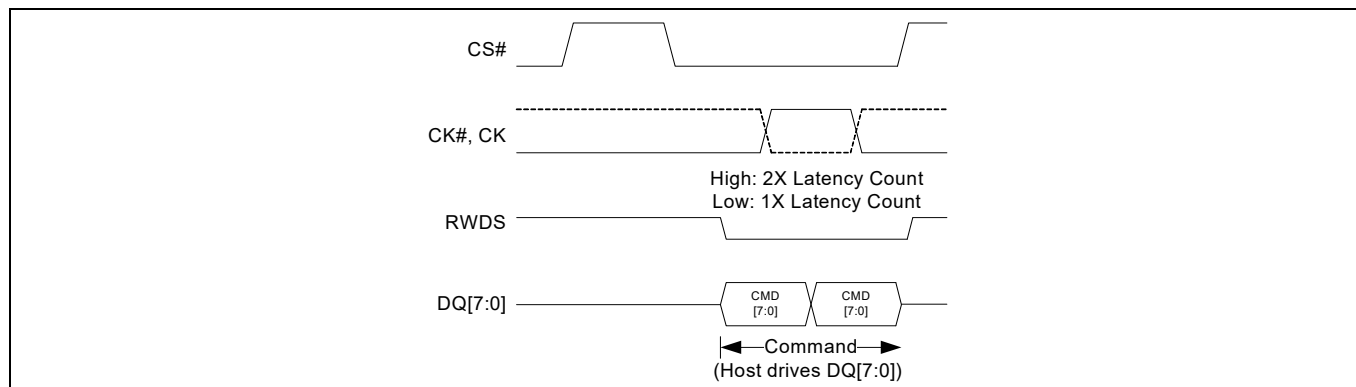 CS#
CK#, CK
High: 2X Latency Count
Low: 1X Latency Count
RWDS
DQ[7:0]
CMD
[7:0]
CMD
[7:0]
Command
(Host drives DQ[7:0])